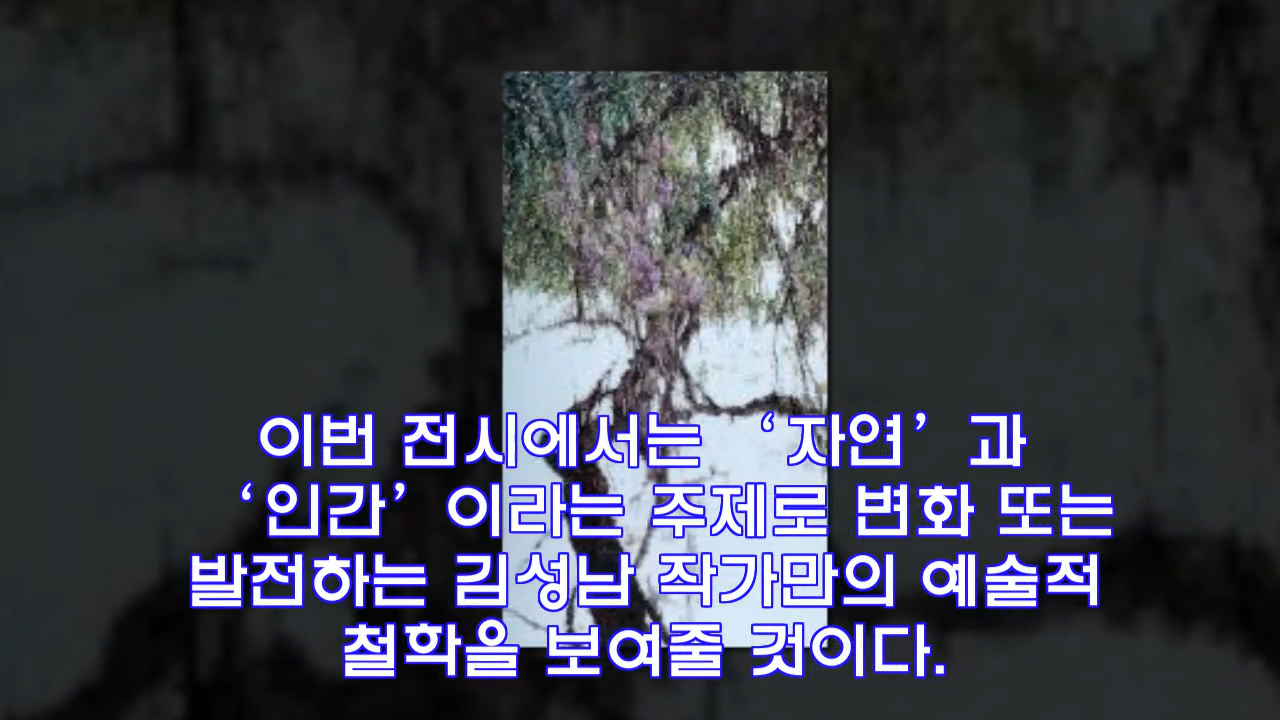 이번 전시에서는 ‘자연’과
‘인간’이라는 주제로 변화 또는
발전하는 김성남 작가만의 예술적
철학을 보여줄 것이다.